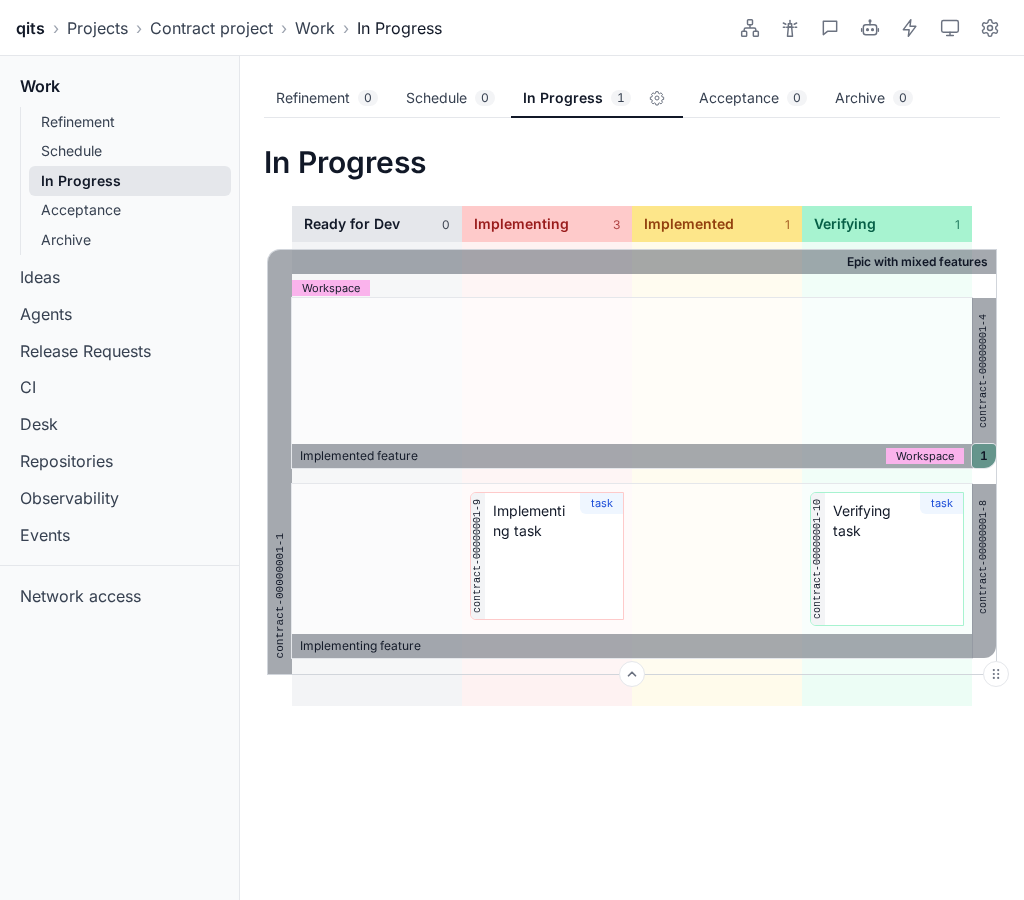 qits › Projects › Contract project › Work › In Progress
Work
Refinement
Schedule
In Progress
Acceptance
Archive
Ideas
Agents
Release Requests
CI
Desk
Repositories
Observability
Events
Network access
Refinement 0 Schedule 0 In Progress 1 Acceptance 0 Archive 0
In Progress
Ready for Dev 0 Implementing 3 Implemented 1 Verifying 1
Epic with mixed features
Workspace
contract-00000001-4
Implemented feature Workspace 1
contract-00000001-9
Implementi
ng task
task
contract-00000001-10
Verifying
task
task
contract-00000001-8
Implementing feature
contract-00000001-1